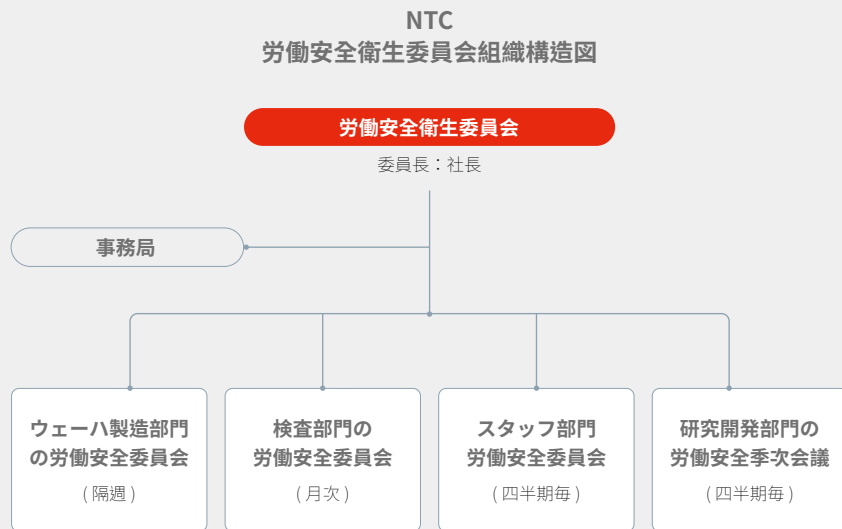 NTC
労働安全衛生委員会組織構造図
労働安全衛生委員会
委員長：社長
事務局
ウェーハ製造部門
の労働安全委員会
( 隔週 )
検査部門の
労働安全委員会
( 月次 )
スタッフ部門
労働安全委員会
( 四半期毎 )
研究開発部門の
労働安全季次会議
( 四半期毎 )